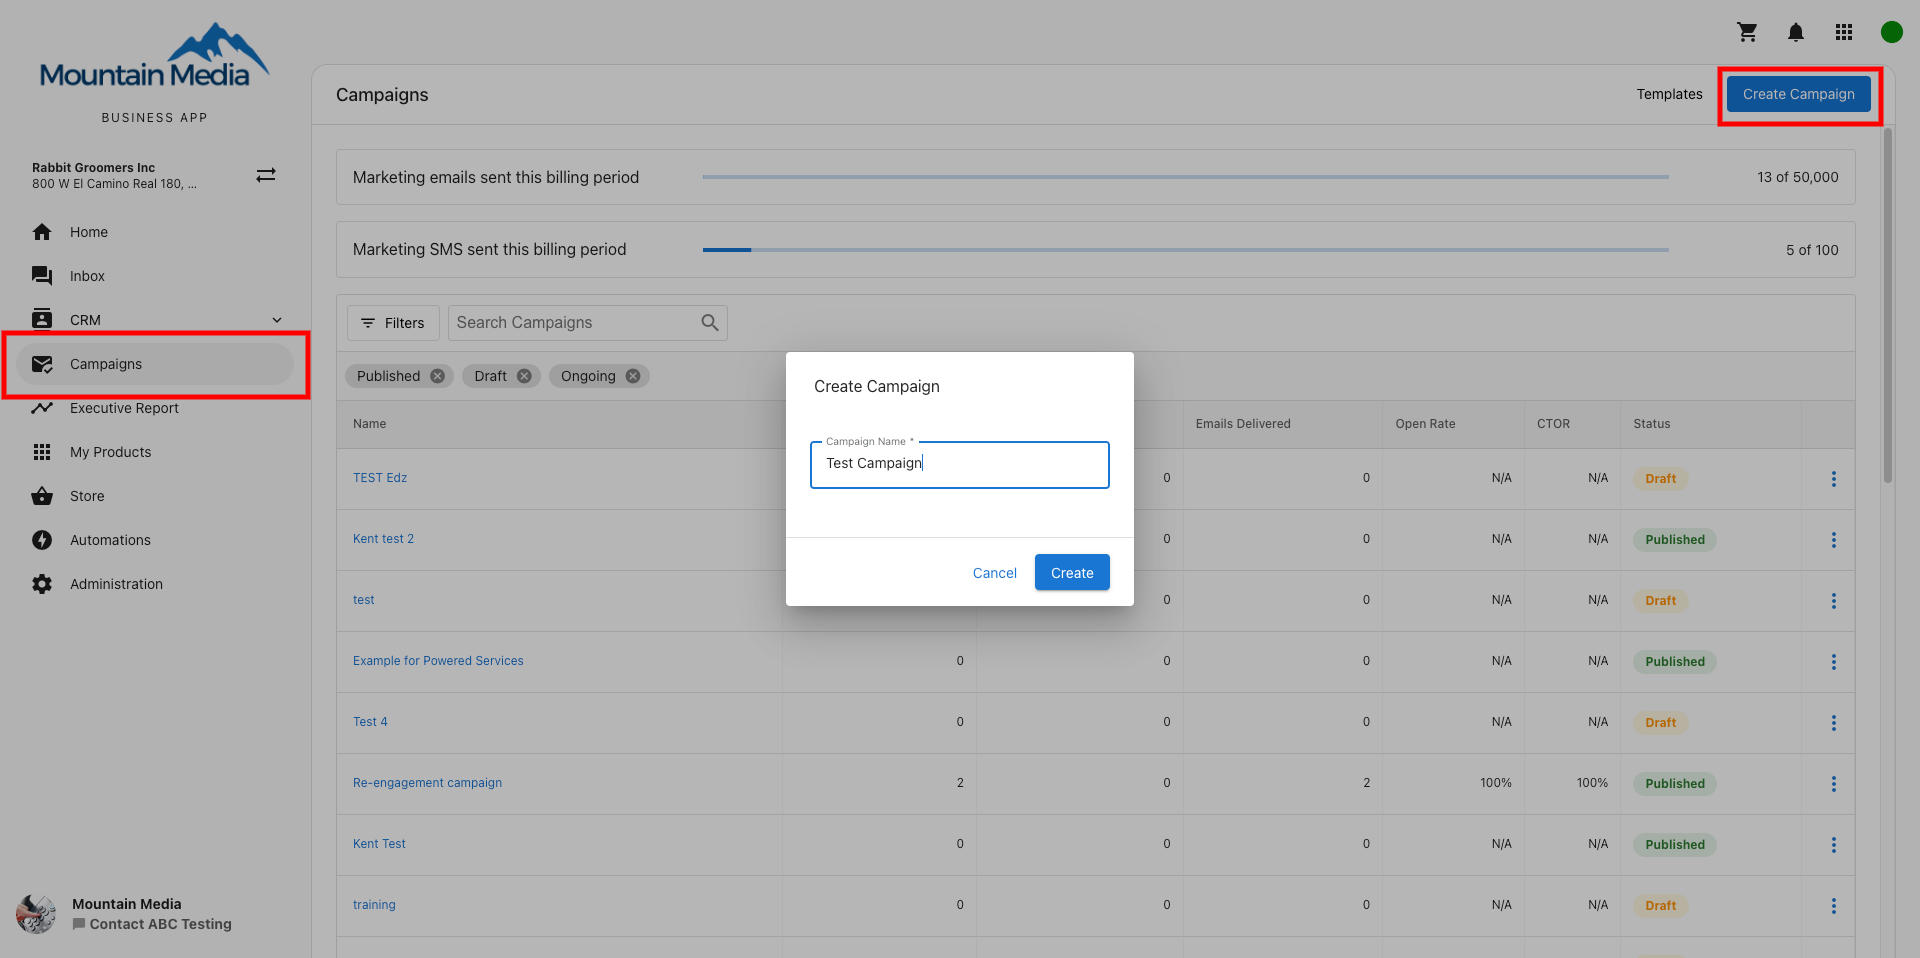 Mountain Media
BUSINESS APP
Rabbit Groomers Inc
800 W El Camino Real 180, ...
Home
Inbox
CRM
Campaigns
Executive Report
My Products
Store
Automations
Administration
Mountain Media
Contact ABC Testing
Campaigns
Templates
Create Campaign
Marketing emails sent this billing period
13 of 50,000
Marketing SMS sent this billing period
5 of 100
Filters
Search Campaigns
Published
Draft
Ongoing
Name Emails Delivered Open Rate CTOR Status
TEST Edz 0 0 N/A N/A Draft
Kent test 2 0 0 N/A N/A Published
test 0 0 N/A N/A Draft
Example for Powered Services 0 0 0 N/A N/A Published
Test 4 0 0 0 N/A N/A Draft
Re-engagement campaign 2 0 2 100% 100% Published
Kent Test 0 0 0 N/A N/A Published
training 0 0 0 N/A N/A Draft
Create Campaign
Campaign Name *
Test Campaign
Cancel
Create